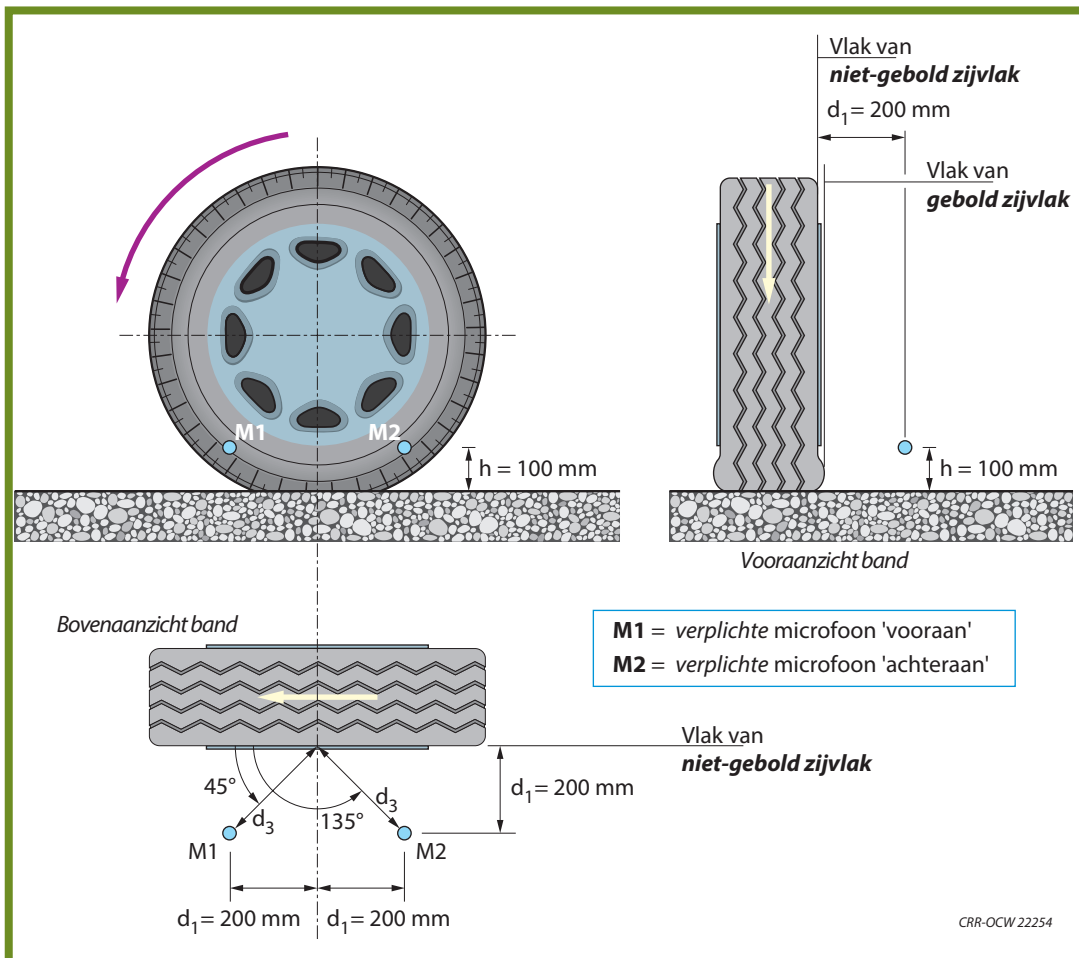 Vlak van
niet-gebold zijvlak
d1= 200 mm
Vlak van
gebold zijvlak
M1
M2
h = 100 mm
h = 100 mm
Vooraanzicht band
Bovenaanzicht band
M1 = verplichte microfoon 'vooraan'
M2 = verplichte microfoon 'achteraan'
Vlak van
niet-gebold zijvlak
d1= 200 mm
45°
d3
135°
d3
M1
M2
d1= 200 mm
d1= 200 mm
CRR-OCW 22254